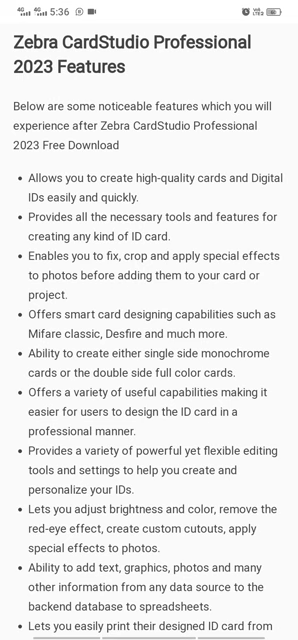 4G 4G 5:36 VoB LTE2
Zebra CardStudio Professional
2023 Features
Below are some noticeable features which you will
experience after Zebra CardStudio Professional
2023 Free Download
• Allows you to create high-quality cards and Digital
IDs easily and quickly.
• Provides all the necessary tools and features for
creating any kind of ID card.
• Enables you to fix, crop and apply special effects
to photos before adding them to your card or
project.
• Offers smart card designing capabilities such as
Mifare classic, Desfire and much more.
• Ability to create either single side monochrome
cards or the double side full color cards.
• Offers a variety of useful capabilities making it
easier for users to design the ID card in a
professional manner.
• Provides a variety of powerful yet flexible editing
tools and settings to help you create and
personalize your IDs.
• Lets you adjust brightness and color, remove the
red-eye effect, create custom cutouts, apply
special effects to photos.
• Ability to add text, graphics, photos and many
other information from any data source to the
backend database to spreadsheets.
• Lets you easily print their designed ID card from